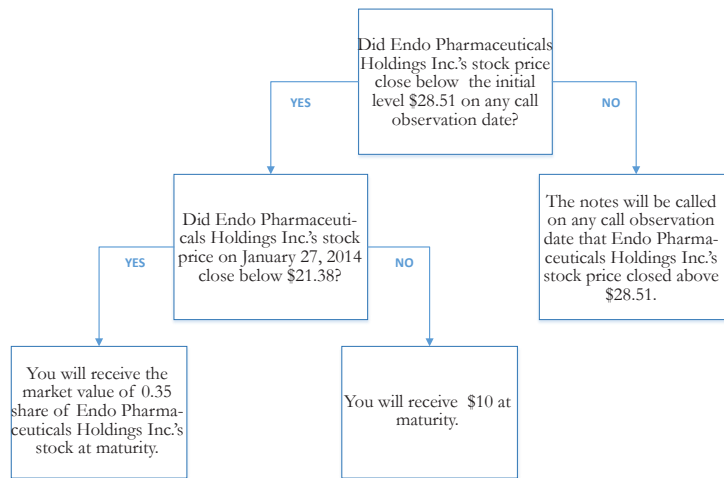 Did Endo Pharmaceuticals
Holdings Inc.'s stock price
close below the initial
level $28.51 on any call
observation date?
YES
NO
Did Endo Pharmaceuti-
cals Holdings Inc.'s stock
price on January 27, 2014
close below $21.38?
The notes will be called
on any call observation
date that Endo Pharma-
ceuticals Holdings Inc.'s
stock price closed above
$28.51.
YES
NO
You will receive the
market value of 0.35
share of Endo Pharma-
ceuticals Holdings Inc.'s
stock at maturity.
You will receive $10 at
maturity.